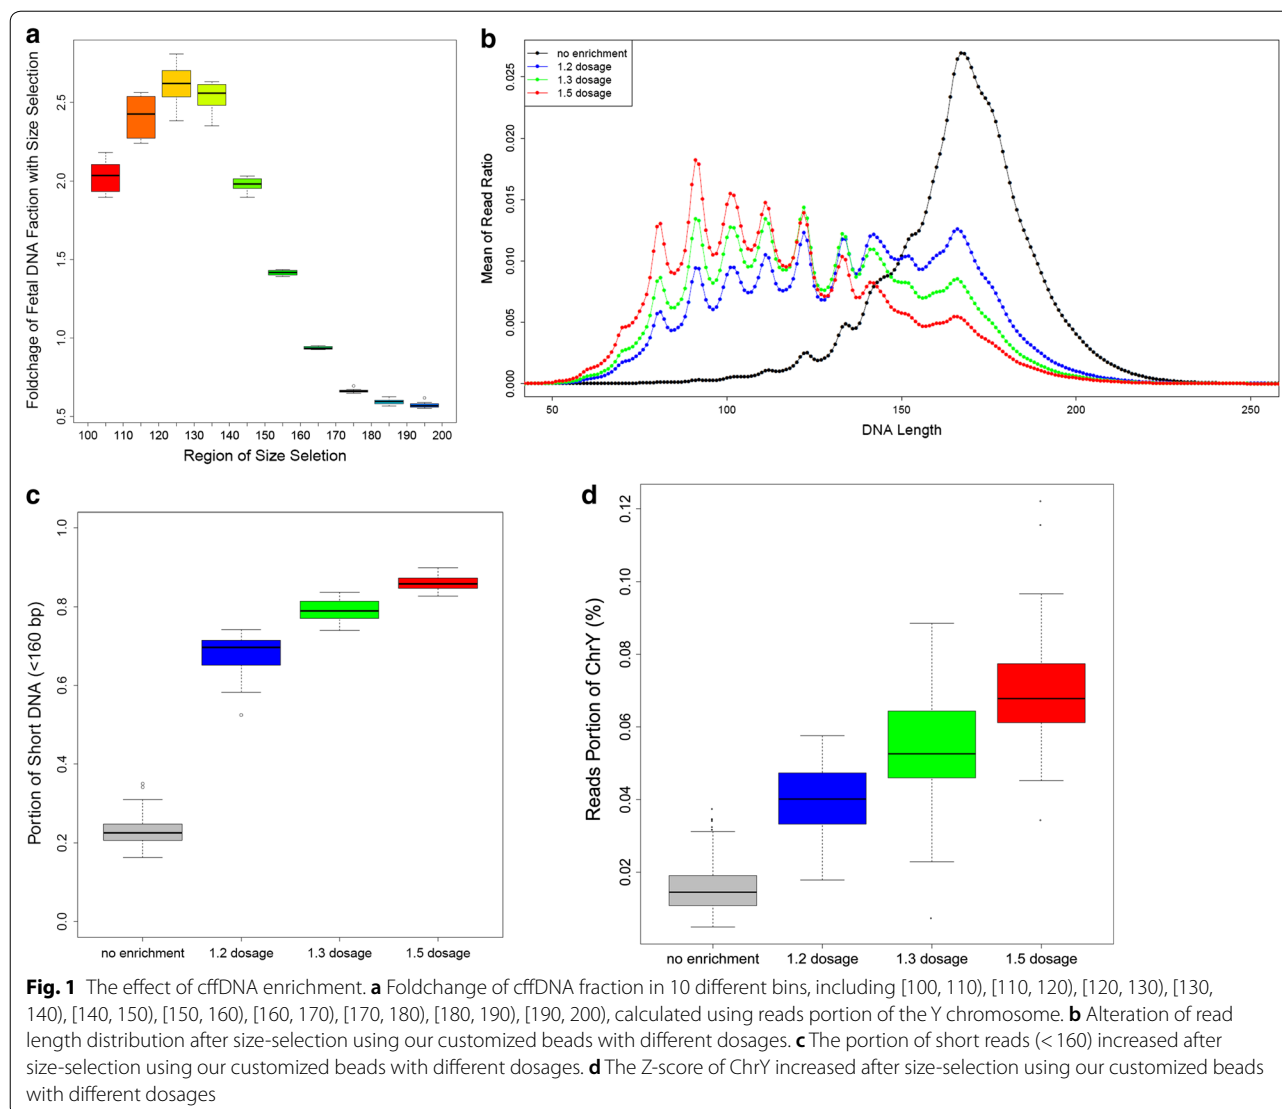 a
Foldchage of Fetal DNA Faction with Size Selection
2.5
2.0
1.5
1.0
0.5
100 110 120 130 140 150 160 170 180 190 200
Region of Size Seletion
b
no enrichment
1.2 dosage
1.3 dosage
1.5 dosage
Mean of Read Ratio
0.025
0.020
0.015
0.010
0.005
0.000
50 100 150 200 250
DNA Length
c
Portion of Short DNA (<160 bp)
1.0
0.8
0.6
0.4
0.2
0.0
no enrichment 1.2 dosage 1.3 dosage 1.5 dosage
d
Reads Portion of ChrY (%)
0.12
0.10
0.08
0.06
0.04
0.02
no enrichment 1.2 dosage 1.3 dosage 1.5 dosage
Fig. 1 The effect of cffDNA enrichment. a Foldchange of cffDNA fraction in 10 different bins, including [100, 110), [110, 120), [120, 130), [130,
140), [140, 150), [150, 160), [160, 170), [170, 180), [180, 190), [190, 200), calculated using reads portion of the Y chromosome. b Alteration of read
length distribution after size-selection using our customized beads with different dosages. c The portion of short reads (< 160) increased after
size-selection using our customized beads with different dosages. d The Z-score of ChrY increased after size-selection using our customized beads
with different dosages